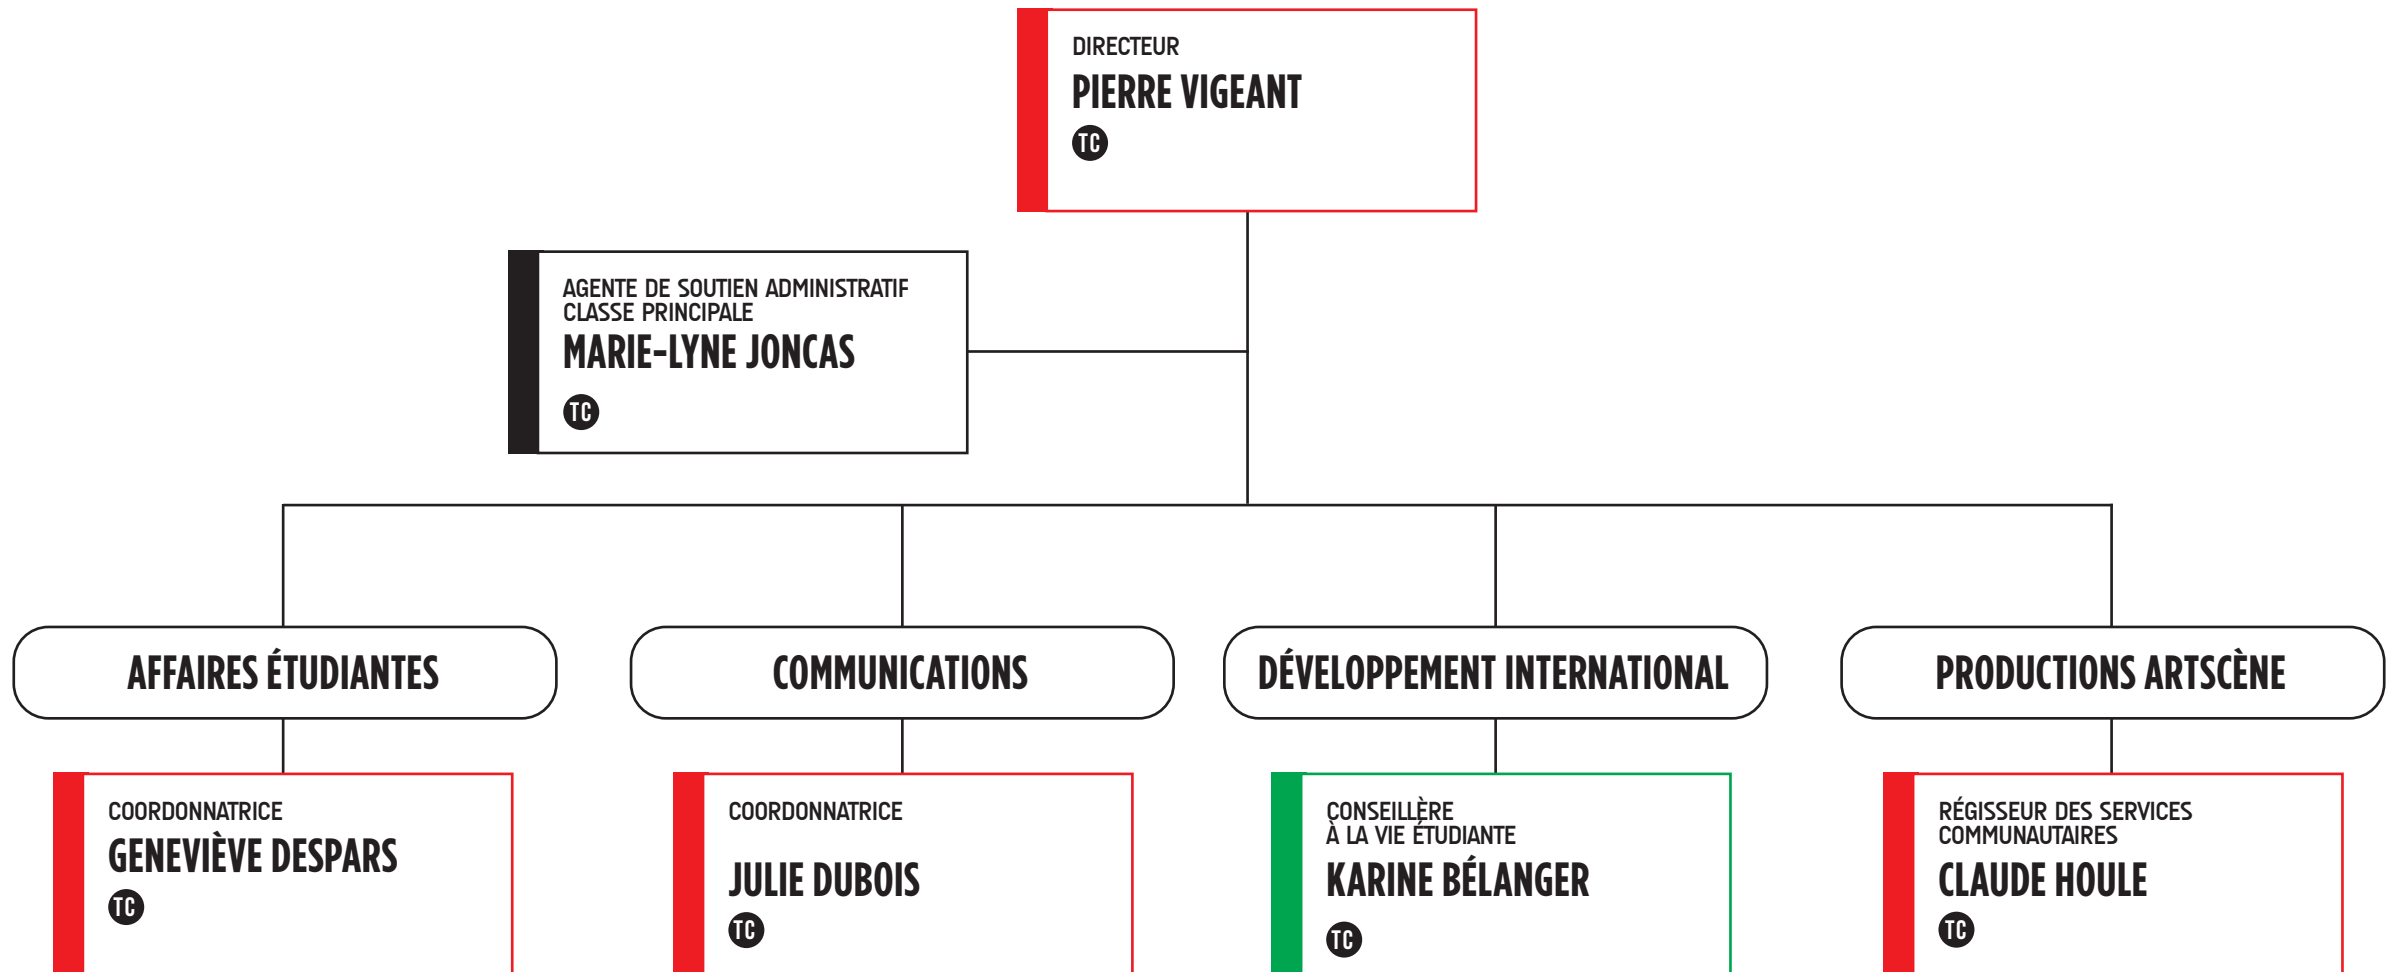 DIRECTEUR
PIERRE VIGEANT
TC
AGENTE DE SOUTIEN ADMINISTRATIF
CLASSE PRINCIPALE
MARIE-LYNE JONCAS
TC
AFFAIRES ÉTUDIANTES
COMMUNICATIONS
DÉVELOPPEMENT INTERNATIONAL
PRODUCTIONS ARTSCÈNE
COORDONNATRICE
GENEVIÈVE DESPARS
TC
COORDONNATRICE
JULIE DUBOIS
TC
CONSEILLÈRE
À LA VIE ÉTUDIANTE
KARINE BÉLANGER
TC
RÉGISSEUR DES SERVICES
COMMUNAUTAIRES
CLAUDE HOULE
TC